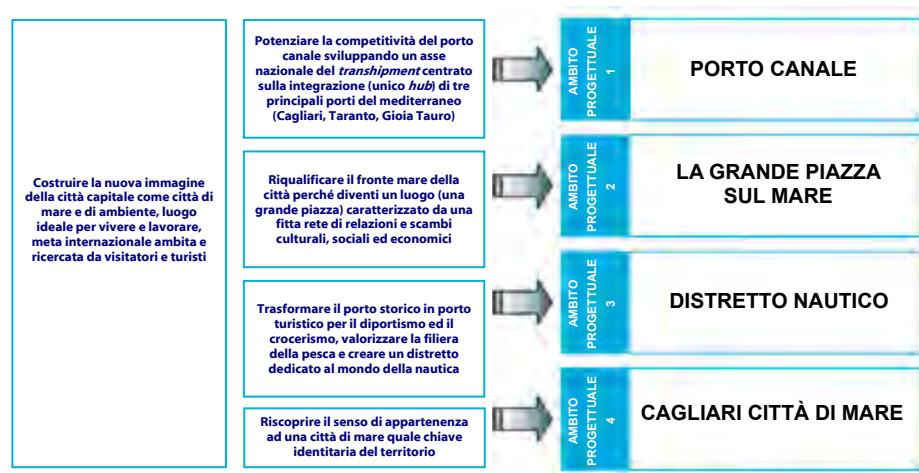 Costruire la nuova immagine
della città capitale come città di
mare e di ambiente, luogo
ideale per vivere e lavorare,
meta internazionale ambita e
ricercata da visitatori e turisti
Potenziare la competitività del porto
canale sviluppando un asse
nazionale del transhipment centrato
sulla integrazione (unico hub) di tre
principali porti del mediterraneo
(Cagliari, Taranto, Gioia Tauro)
AMBITO
PROGETTUALE
1
PORTO CANALE
Riqualificare il fronte mare della
città perché diventi un luogo (una
grande piazza) caratterizzato da una
fitta rete di relazioni e scambi
culturali, sociali ed economici
AMBITO
PROGETTUALE
2
LA GRANDE PIAZZA
SUL MARE
Trasformare il porto storico in porto
turistico per il diportismo ed il
crocerismo, valorizzare la filiera
della pesca e creare un distretto
dedicato al mondo della nautica
AMBITO
PROGETTUALE
3
DISTRETTO NAUTICO
Riscoprire il senso di appartenenza
ad una città di mare quale chiave
identitaria del territorio
AMBITO
PROGETTUALE
4
CAGLIARI CITTÀ DI MARE